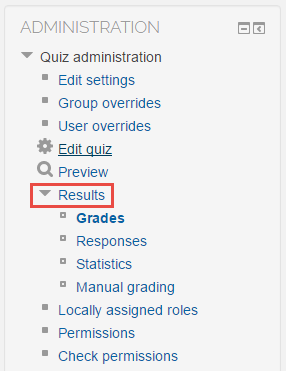 ADMINISTRATION
Quiz administration
Edit settings
Group overrides
User overrides
Edit quiz
Preview
Results
Grades
Responses
Statistics
Manual grading
Locally assigned roles
Permissions
Check permissions